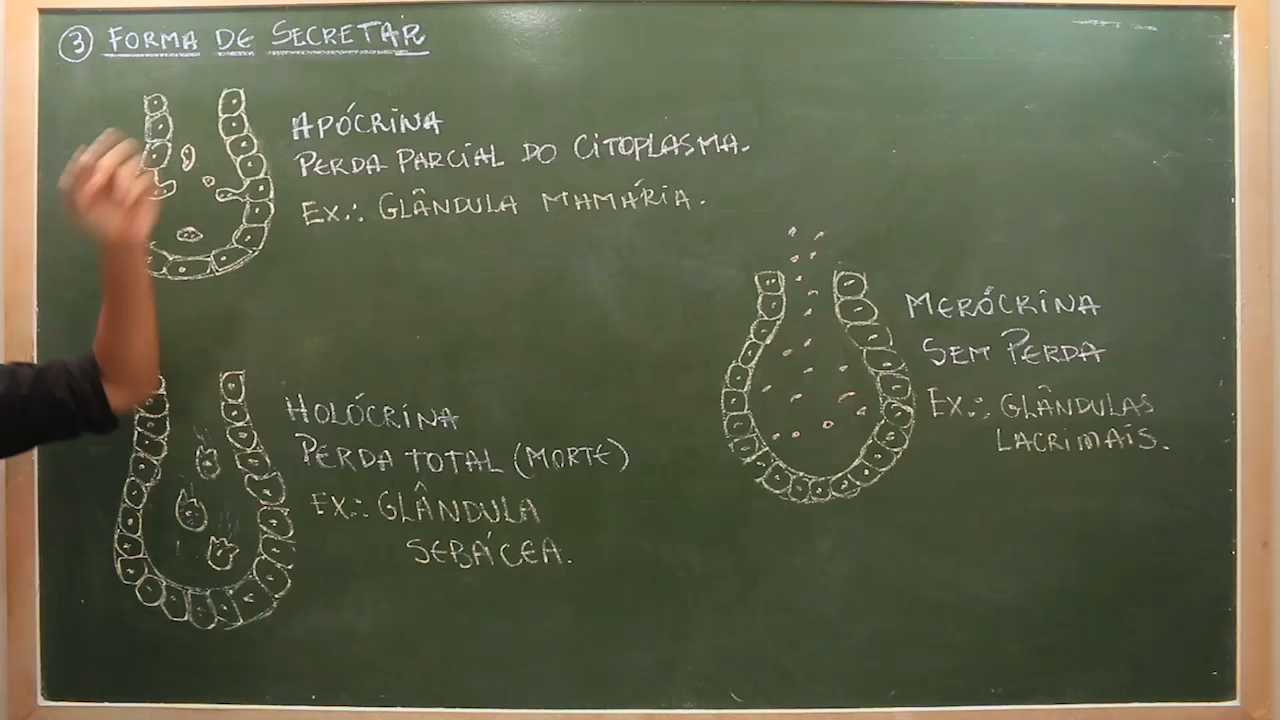 3 FORMA DE SECRETAR
APÓCRINA
PERDA PARCIAL DO CITOPLASMA.
EX.: GLÂNDULA MAMÁRIA.
HOLÓCRINA
PERDA TOTAL (MORTE)
EX.: GLÂNDULA
SEBÁCEA.
MERÓCRINA
SEM PERDA
EX.: GLÂNDULAS
LACRIMAIS.